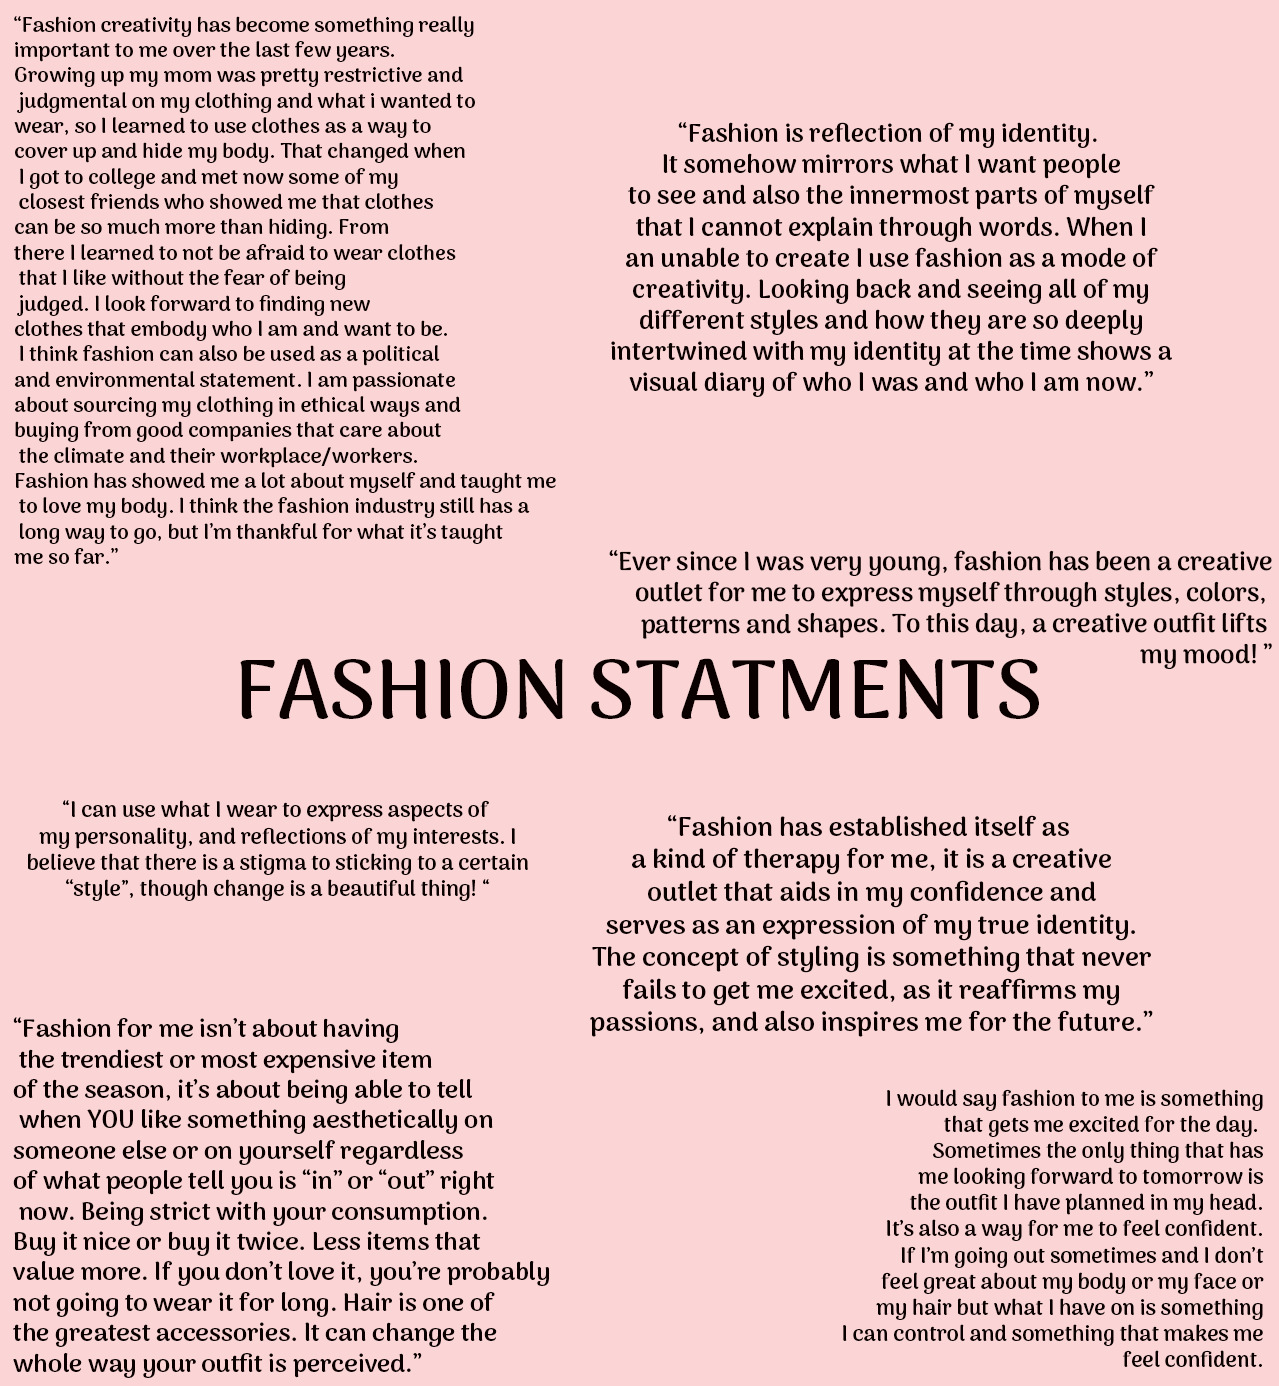 “Fashion creativity has become something really
important to me over the last few years.
Growing up my mom was pretty restrictive and
judgmental on my clothing and what i wanted to
wear, so I learned to use clothes as a way to
cover up and hide my body. That changed when
I got to college and met now some of my
closest friends who showed me that clothes
can be so much more than hiding. From
there I learned to not be afraid to wear clothes
that I like without the fear of being
judged. I look forward to finding new
clothes that embody who I am and want to be.
I think fashion can also be used as a political
and environmental statement. I am passionate
about sourcing my clothing in ethical ways and
buying from good companies that care about
the climate and their workplace/workers.
Fashion has showed me a lot about myself and taught me
to love my body. I think the fashion industry still has a
long way to go, but I’m thankful for what it’s taught
me so far.”
“Fashion is reflection of my identity.
It somehow mirrors what I want people
to see and also the innermost parts of myself
that I cannot explain through words. When I
an unable to create I use fashion as a mode of
creativity. Looking back and seeing all of my
different styles and how they are so deeply
intertwined with my identity at the time shows a
visual diary of who I was and who I am now.”
“Ever since I was very young, fashion has been a creative
outlet for me to express myself through styles, colors,
patterns and shapes. To this day, a creative outfit lifts
my mood! ”
FASHION STATMENTS
“I can use what I wear to express aspects of
my personality, and reflections of my interests. I
believe that there is a stigma to sticking to a certain
“style”, though change is a beautiful thing! “
“Fashion has established itself as
a kind of therapy for me, it is a creative
outlet that aids in my confidence and
serves as an expression of my true identity.
The concept of styling is something that never
fails to get me excited, as it reaffirms my
passions, and also inspires me for the future.”
“Fashion for me isn’t about having
the trendiest or most expensive item
of the season, it’s about being able to tell
when YOU like something aesthetically on
someone else or on yourself regardless
of what people tell you is “in” or “out” right
now. Being strict with your consumption.
Buy it nice or buy it twice. Less items that
value more. If you don’t love it, you’re probably
not going to wear it for long. Hair is one of
the greatest accessories. It can change the
whole way your outfit is perceived.”
I would say fashion to me is something
that gets me excited for the day.
Sometimes the only thing that has
me looking forward to tomorrow is
the outfit I have planned in my head.
It’s also a way for me to feel confident.
If I’m going out sometimes and I don’t
feel great about my body or my face or
my hair but what I have on is something
I can control and something that makes me
feel confident.